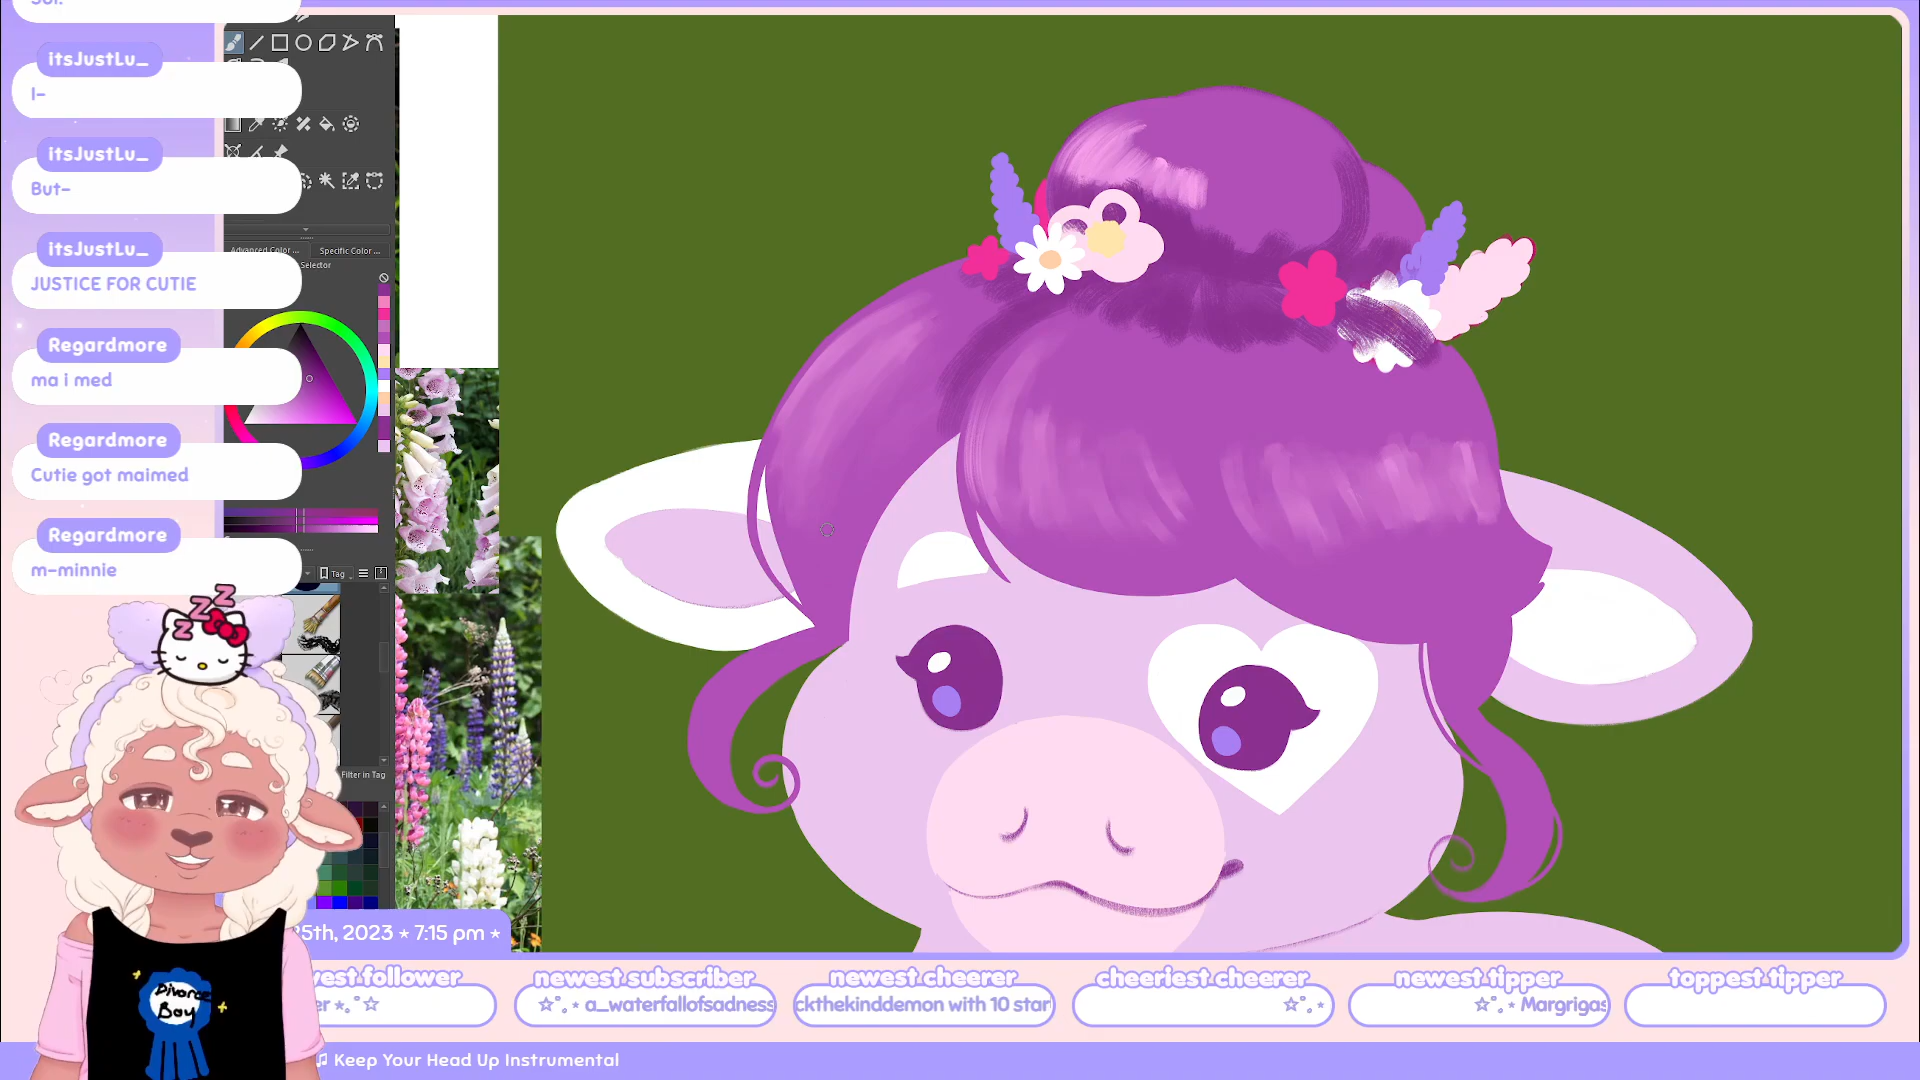 itsJustLu_
I-
itsJustLu_
But-
itsJustLu_
JUSTICE FOR CUTIE
Regardmore
ma i med
Regardmore
Cutie got maimed
Regardmore
m-minnie
Specific Color ...
Selector
Tag
Filter in Tag
z
z
z
Divorce
Boy
5th, 2023 ⋆ 7:15 pm ⋆
newest subscriber
newest cheerer
cheeriest cheerer
newest tipper
toppest tipper
a_waterfallofsadness
ckthekinddemon with 10 star
Margrigas
♫ Keep Your Head Up Instrumental